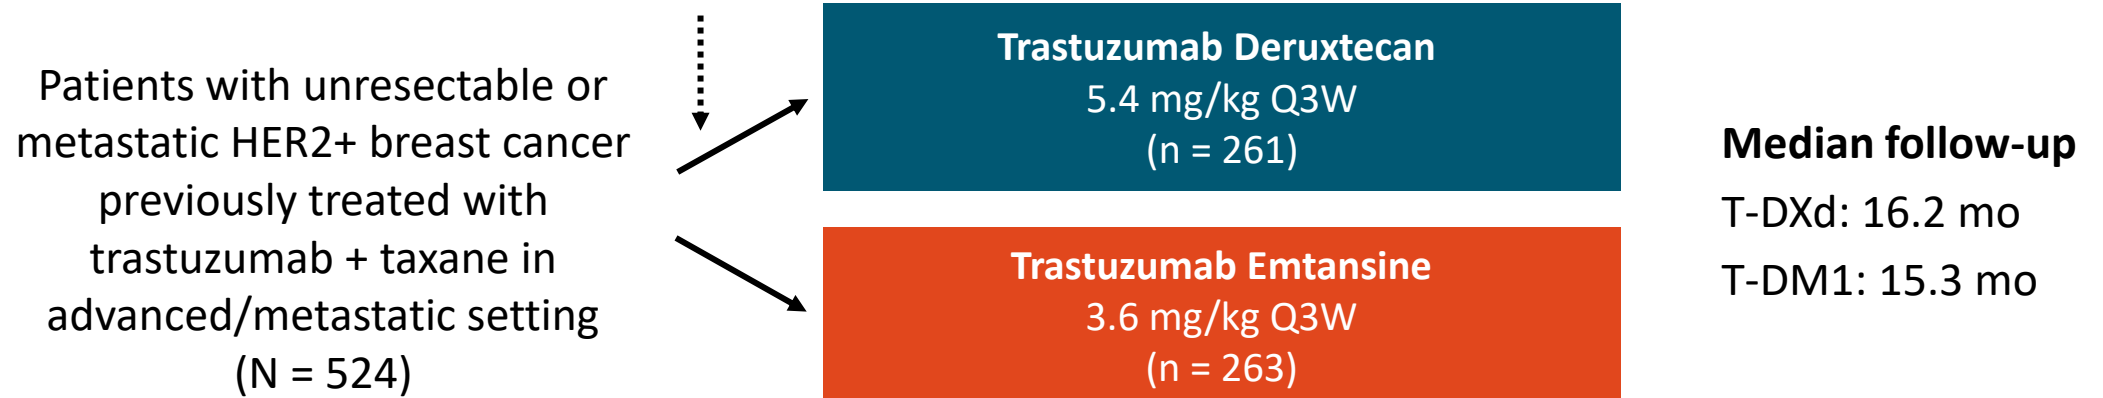 Patients with unresectable or
metastatic HER2+ breast cancer
previously treated with
trastuzumab + taxane in
advanced/metastatic setting
(N = 524)
Trastuzumab Deruxtecan
5.4 mg/kg Q3W
(n = 261)
Trastuzumab Emtansine
3.6 mg/kg Q3W
(n = 263)
Median follow-up
T-DXd: 16.2 mo
T-DM1: 15.3 mo